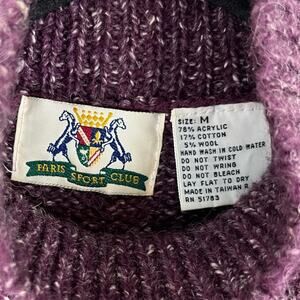 PARIS SPORT CLUB
SIZE: M
78% ACRYLIC
17% COTTON
5% WOOL
HAND WASH IN COLD WATER
DO NOT TWIST
DO NOT WRING
DO NOT BLEACH
LAY FLAT TO DRY
MADE IN TAIWAN R.
RN 51783